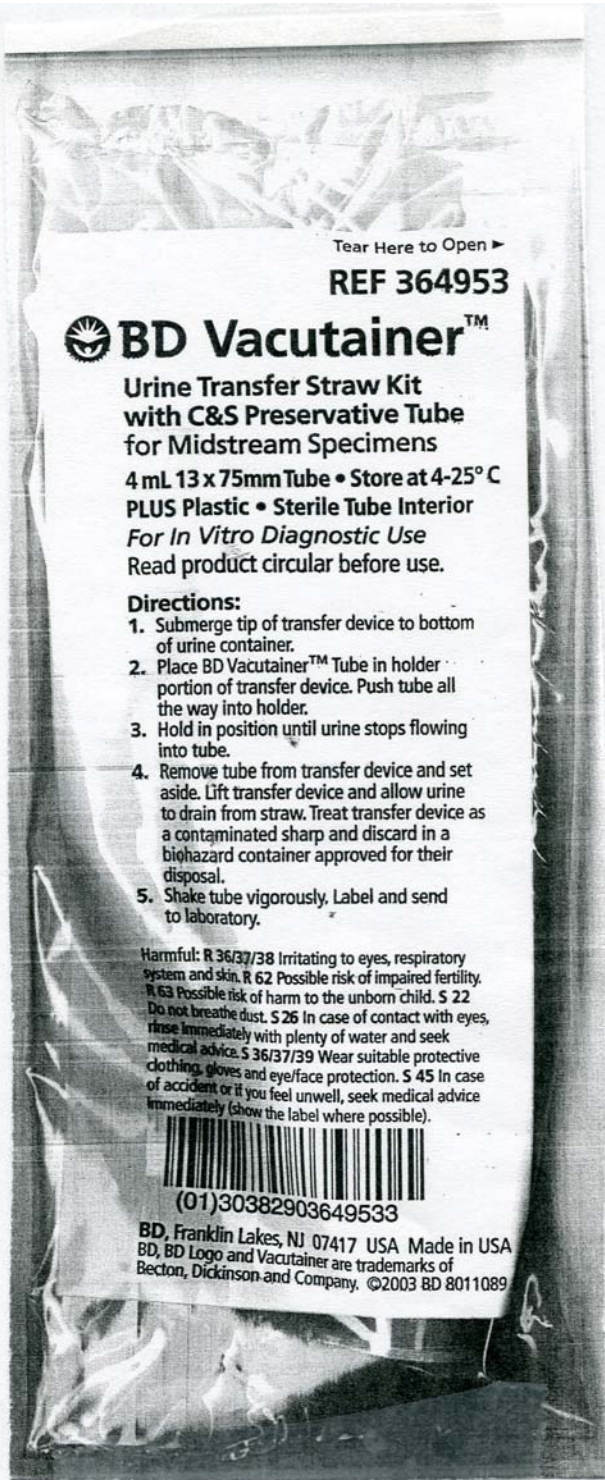 Tear Here to Open ►
REF 364953
BD Vacutainer™
Urine Transfer Straw Kit
with C&S Preservative Tube
for Midstream Specimens
4 mL 13 x 75mm Tube • Store at 4-25° C
PLUS Plastic • Sterile Tube Interior
For In Vitro Diagnostic Use
Read product circular before use.
Directions:
1. Submerge tip of transfer device to bottom
of urine container.
2. Place BD Vacutainer™ Tube in holder
portion of transfer device. Push tube all
the way into holder.
3. Hold in position until urine stops flowing
into tube.
4. Remove tube from transfer device and set
aside. Lift transfer device and allow urine
to drain from straw. Treat transfer device as
a contaminated sharp and discard in a
biohazard container approved for their
disposal.
5. Shake tube vigorously. Label and send
to laboratory.
Harmful: R 36/37/38 Irritating to eyes, respiratory
system and skin. R 62 Possible risk of impaired fertility.
R 63 Possible risk of harm to the unborn child. S 22
Do not breathe dust. S 26 In case of contact with eyes,
rinse immediately with plenty of water and seek
medical advice. S 36/37/39 Wear suitable protective
clothing, gloves and eye/face protection. S 45 In case
of accident or if you feel unwell, seek medical advice
immediately (show the label where possible).
(01)30382903649533
BD, Franklin Lakes, NJ 07417 USA Made in USA
BD, BD Logo and Vacutainer are trademarks of
Becton, Dickinson and Company. ©2003 BD 8011089